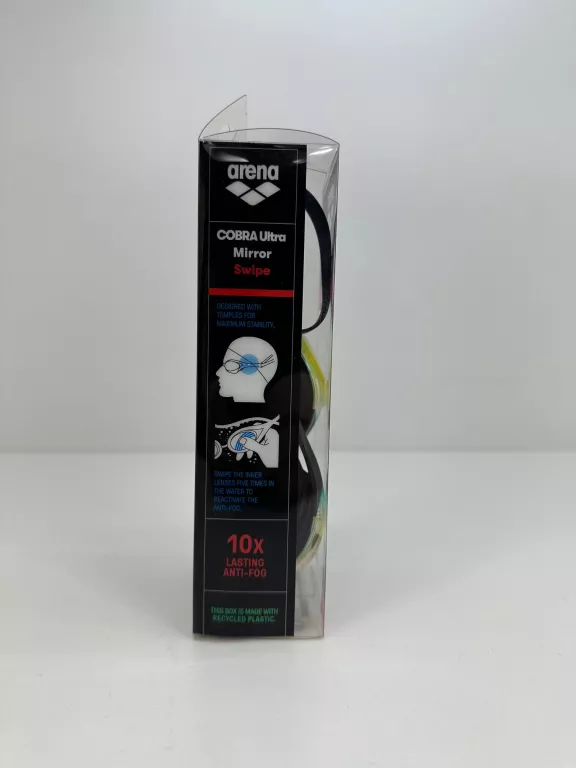 arena
COBRA Ultra
Mirror
Swipe
DESIGNED WITH
TEMPLES FOR
MAXIMUM STABILITY.
SWIPE THE INNER
LENSES FIVE TIMES IN
THE WATER TO
REACTIVATE THE
ANTI-FOG.
10x
LASTING
ANTI-FOG
THIS BOX IS MADE WITH
RECYCLED PLASTIC.